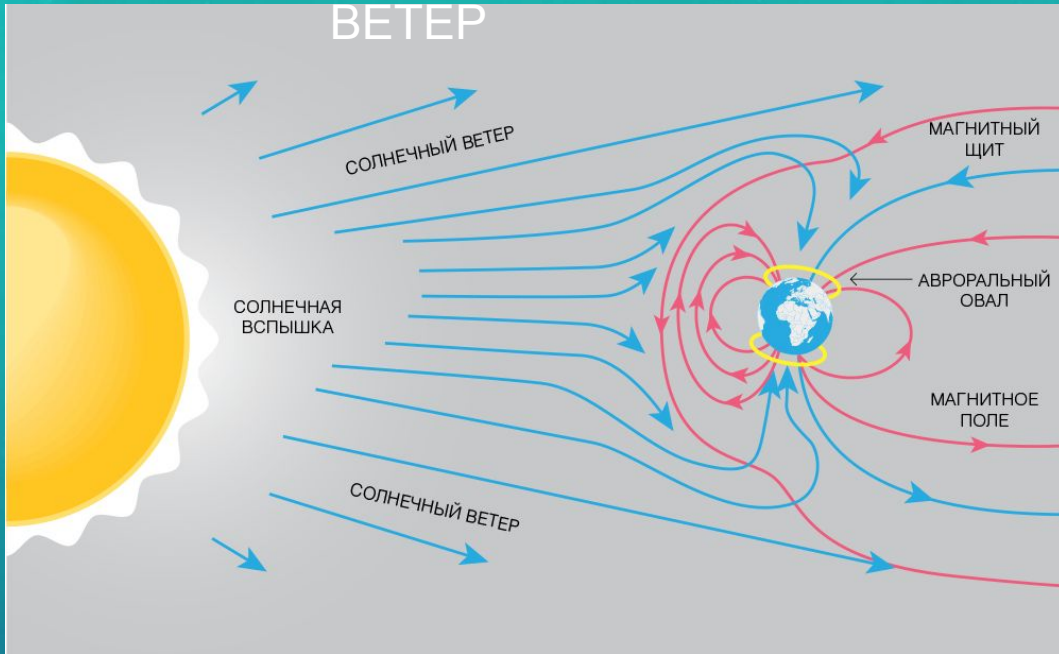 ВЕТЕР
СОЛНЕЧНЫЙ ВЕТЕР
МАГНИТНЫЙ
ЩИТ
АВРОРАЛЬНЫЙ
ОВАЛ
СОЛНЕЧНАЯ
ВСПЫШКА
МАГНИТНОЕ
ПОЛЕ
СОЛНЕЧНЫЙ ВЕТЕР